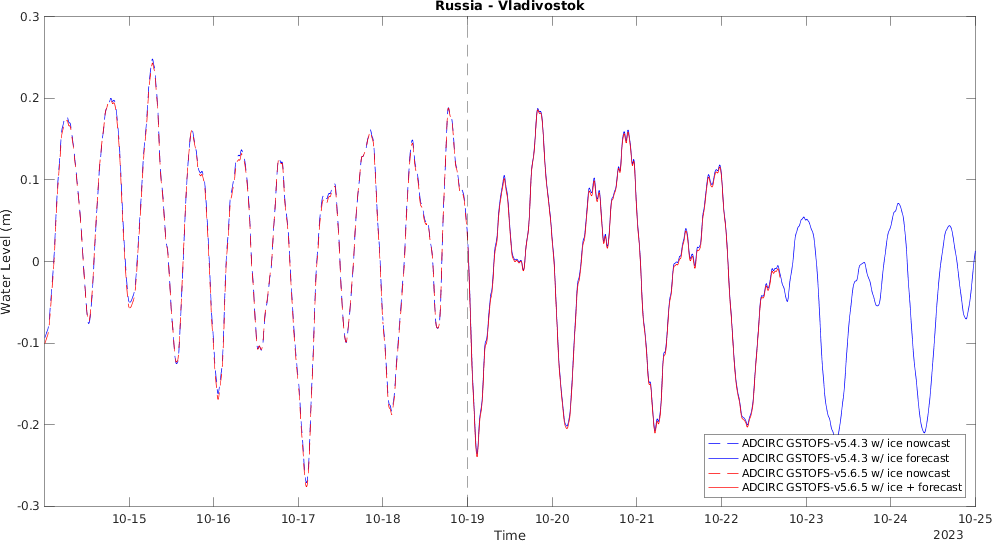 Russia - Vladivostok
0.3
0.2
0.1
0
-0.1
-0.2
-0.3
Water Level (m)
ADCIRC GSTOFS-v5.4.3 w/ ice nowcast
ADCIRC GSTOFS-v5.4.3 w/ ice forecast
ADCIRC GSTOFS-v5.6.5 w/ ice nowcast
ADCIRC GSTOFS-v5.6.5 w/ ice + forecast
10-15 10-16 10-17 10-18 10-19 10-20 10-21 10-22 10-23 10-24 10-25
Time
2023